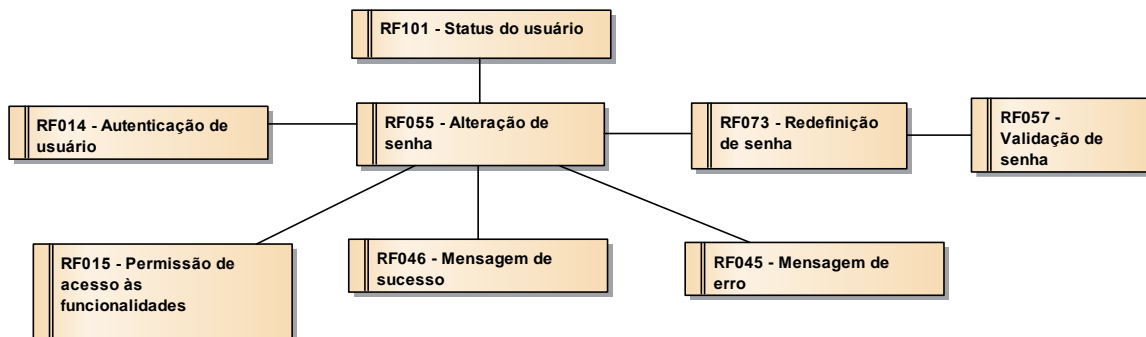 RF101 - Status do usuário
RF014 - Autenticação de
usuário
RF055 - Alteração de
senha
RF073 - Redefinição
de senha
RF057 -
Validação de
senha
RF015 - Permissão de
acesso às
funcionalidades
RF046 - Mensagem de
sucesso
RF045 - Mensagem de
erro